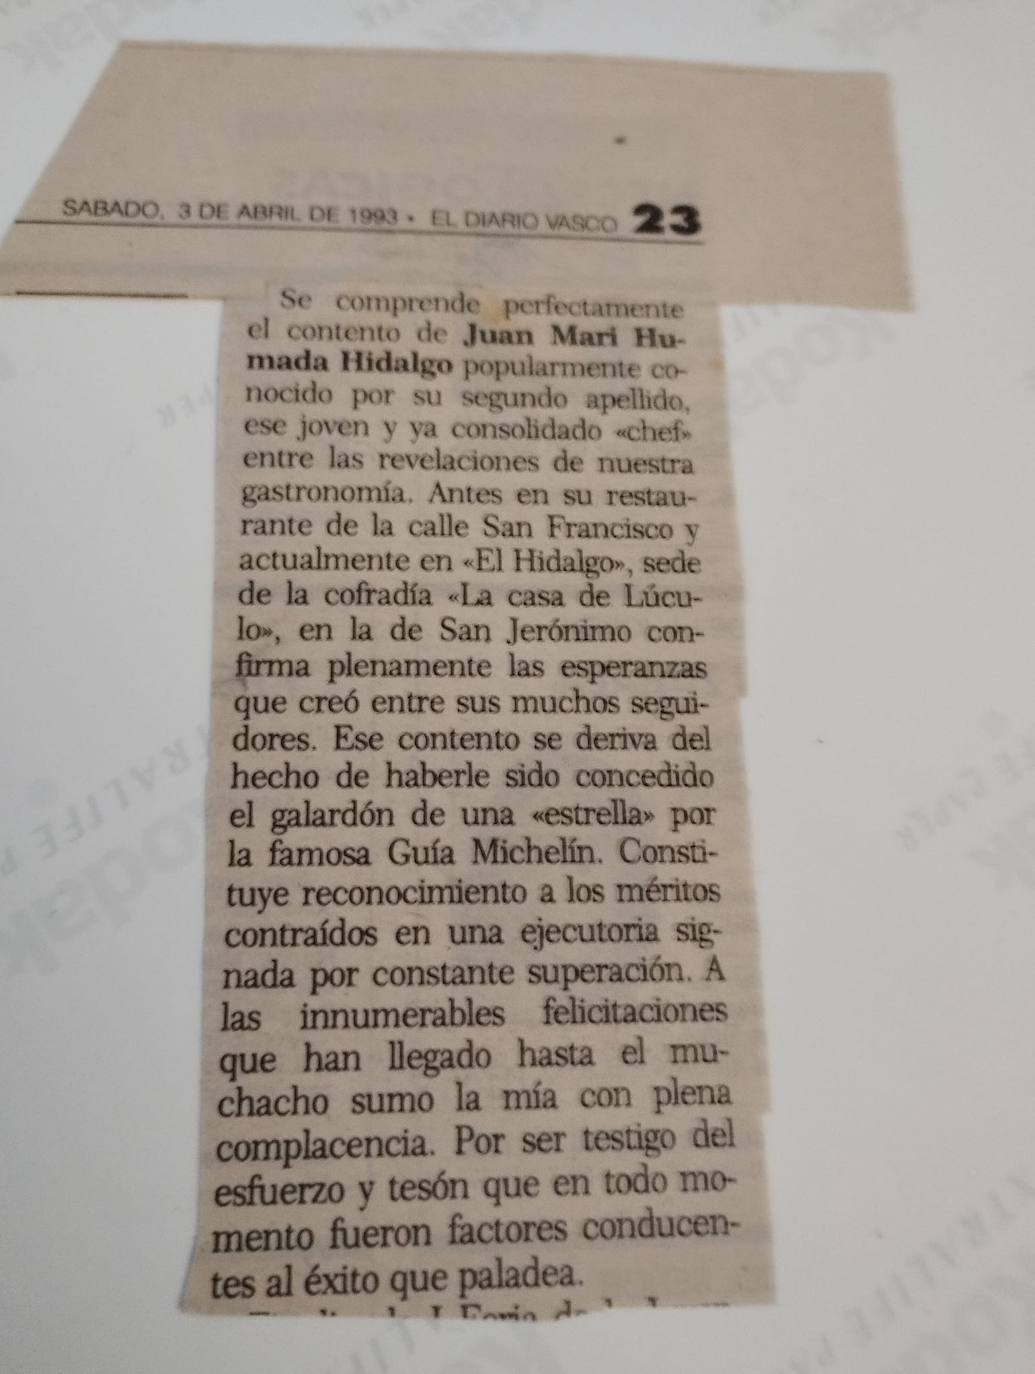 SABADO, 3 DE ABRIL DE 1993 • EL DIARIO VASCO 23
Se comprende perfectamente
el contento de Juan Mari Hu-
mada Hidalgo popularmente co-
nocido por su segundo apellido,
ese joven y ya consolidado «chef»
entre las revelaciones de nuestra
gastronomía. Antes en su restau-
rante de la calle San Francisco y
actualmente en «El Hidalgo», sede
de la cofradía «La casa de Lúcu-
lo», en la de San Jerónimo con-
firma plenamente las esperanzas
que creó entre sus muchos segui-
dores. Ese contento se deriva del
hecho de haberle sido concedido
el galardón de una «estrella» por
la famosa Guía Michelín. Consti-
tuye reconocimiento a los méritos
contraídos en una ejecutoria sig-
nada por constante superación. A
las innumerables felicitaciones
que han llegado hasta el mu-
chacho sumo la mía con plena
complacencia. Por ser testigo del
esfuerzo y tesón que en todo mo-
mento fueron factores conducen-
tes al éxito que paladea.